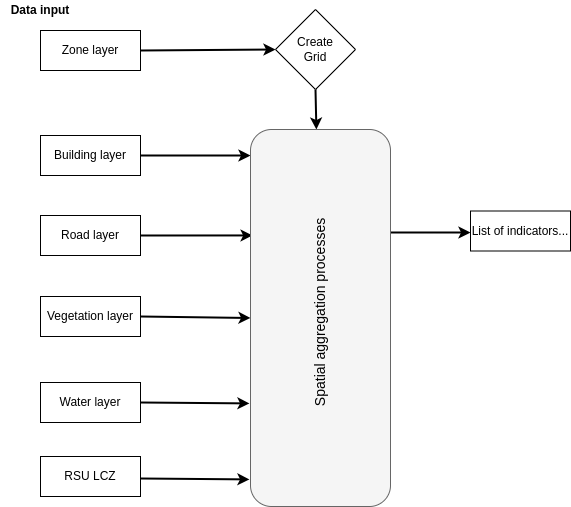 Data input
Zone layer
Create
Grid
Building layer
Road layer
Vegetation layer
Water layer
RSU LCZ
Spatial aggregation processes
List of indicators...